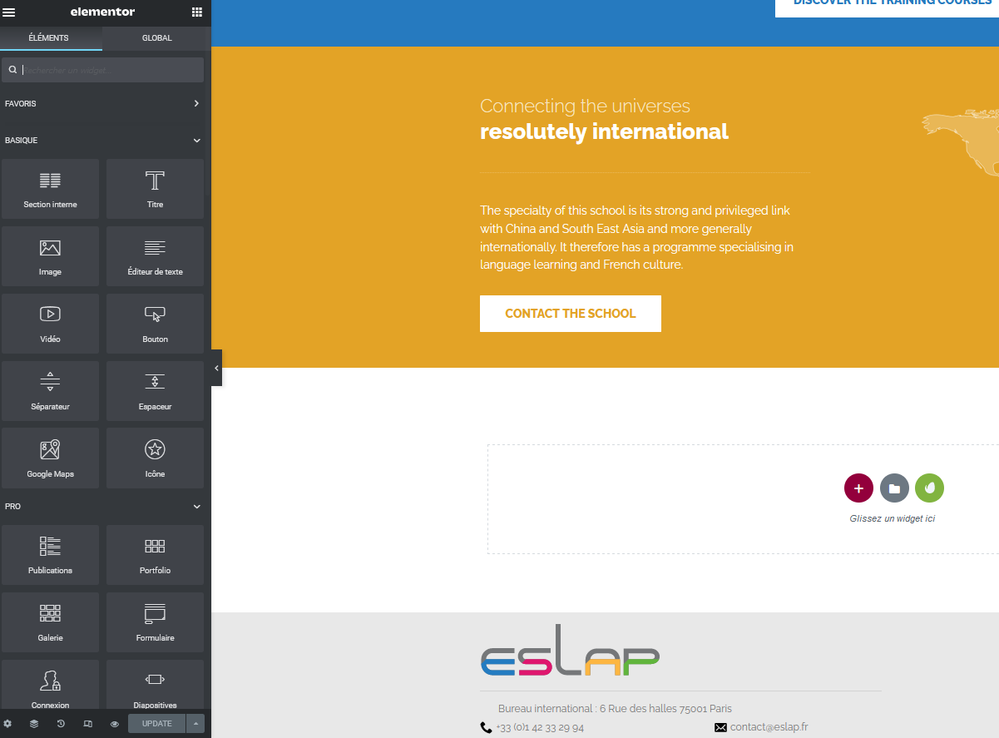 elementor
ÉLÉMENTS
GLOBAL
Rechercher un widget...
FAVORIS
BASIQUE
Section interne
Titre
Image
Éditeur de texte
Vidéo
Bouton
Séparateur
Espaceur
Google Maps
Icône
PRO
Publications
Portfolio
Galerie
Formulaire
Connexion
Diapositives
UPDATE
DISCOVER THE TRAINING COURSES
Connecting the universes
resolutely international
The specialty of this school is its strong and privileged link
with China and South East Asia and more generally
internationally. It therefore has a programme specialising in
language learning and French culture.
CONTACT THE SCHOOL
Glissez un widget ici
eslap
Bureau international : 6 Rue des halles 75001 Paris
+33 (0)1 42 33 29 94
contact@eslap.fr